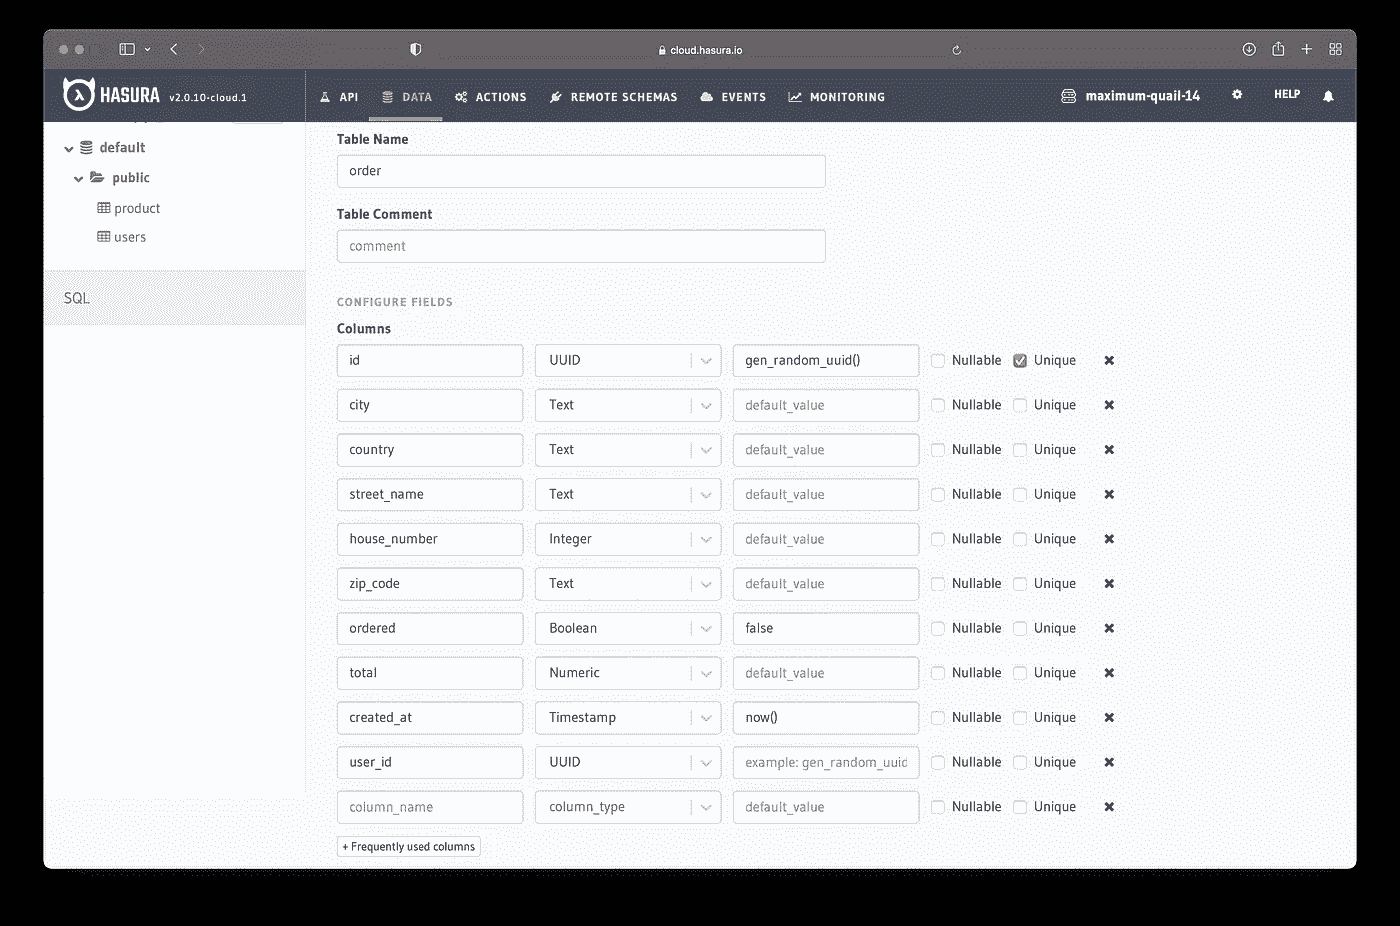 cloud.hasura.io
HASURA v2.0.10-cloud.1 API DATA ACTIONS REMOTE SCHEMAS EVENTS MONITORING maximum-quail-14 HELP
default
public
product
users
SQL
Table Name
order
Table Comment
comment
CONFIGURE FIELDS
Columns
id UUID gen_random_uuid() Nullable Unique
city Text default_value Nullable Unique
country Text default_value Nullable Unique
street_name Text default_value Nullable Unique
house_number Integer default_value Nullable Unique
zip_code Text default_value Nullable Unique
ordered Boolean false Nullable Unique
total Numeric default_value Nullable Unique
created_at Timestamp now() Nullable Unique
user_id UUID example: gen_random_uuid Nullable Unique
column_name column_type default_value Nullable Unique
+ Frequently used columns